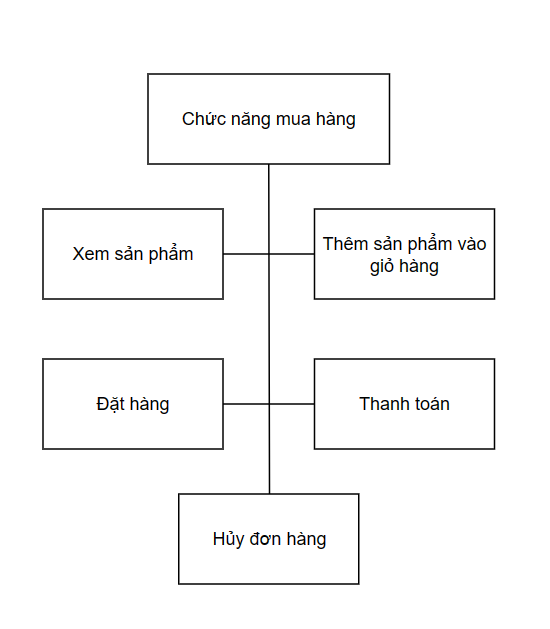 Chức năng mua hàng
Xem sản phẩm
Thêm sản phẩm vào
giỏ hàng
Đặt hàng
Thanh toán
Hủy đơn hàng